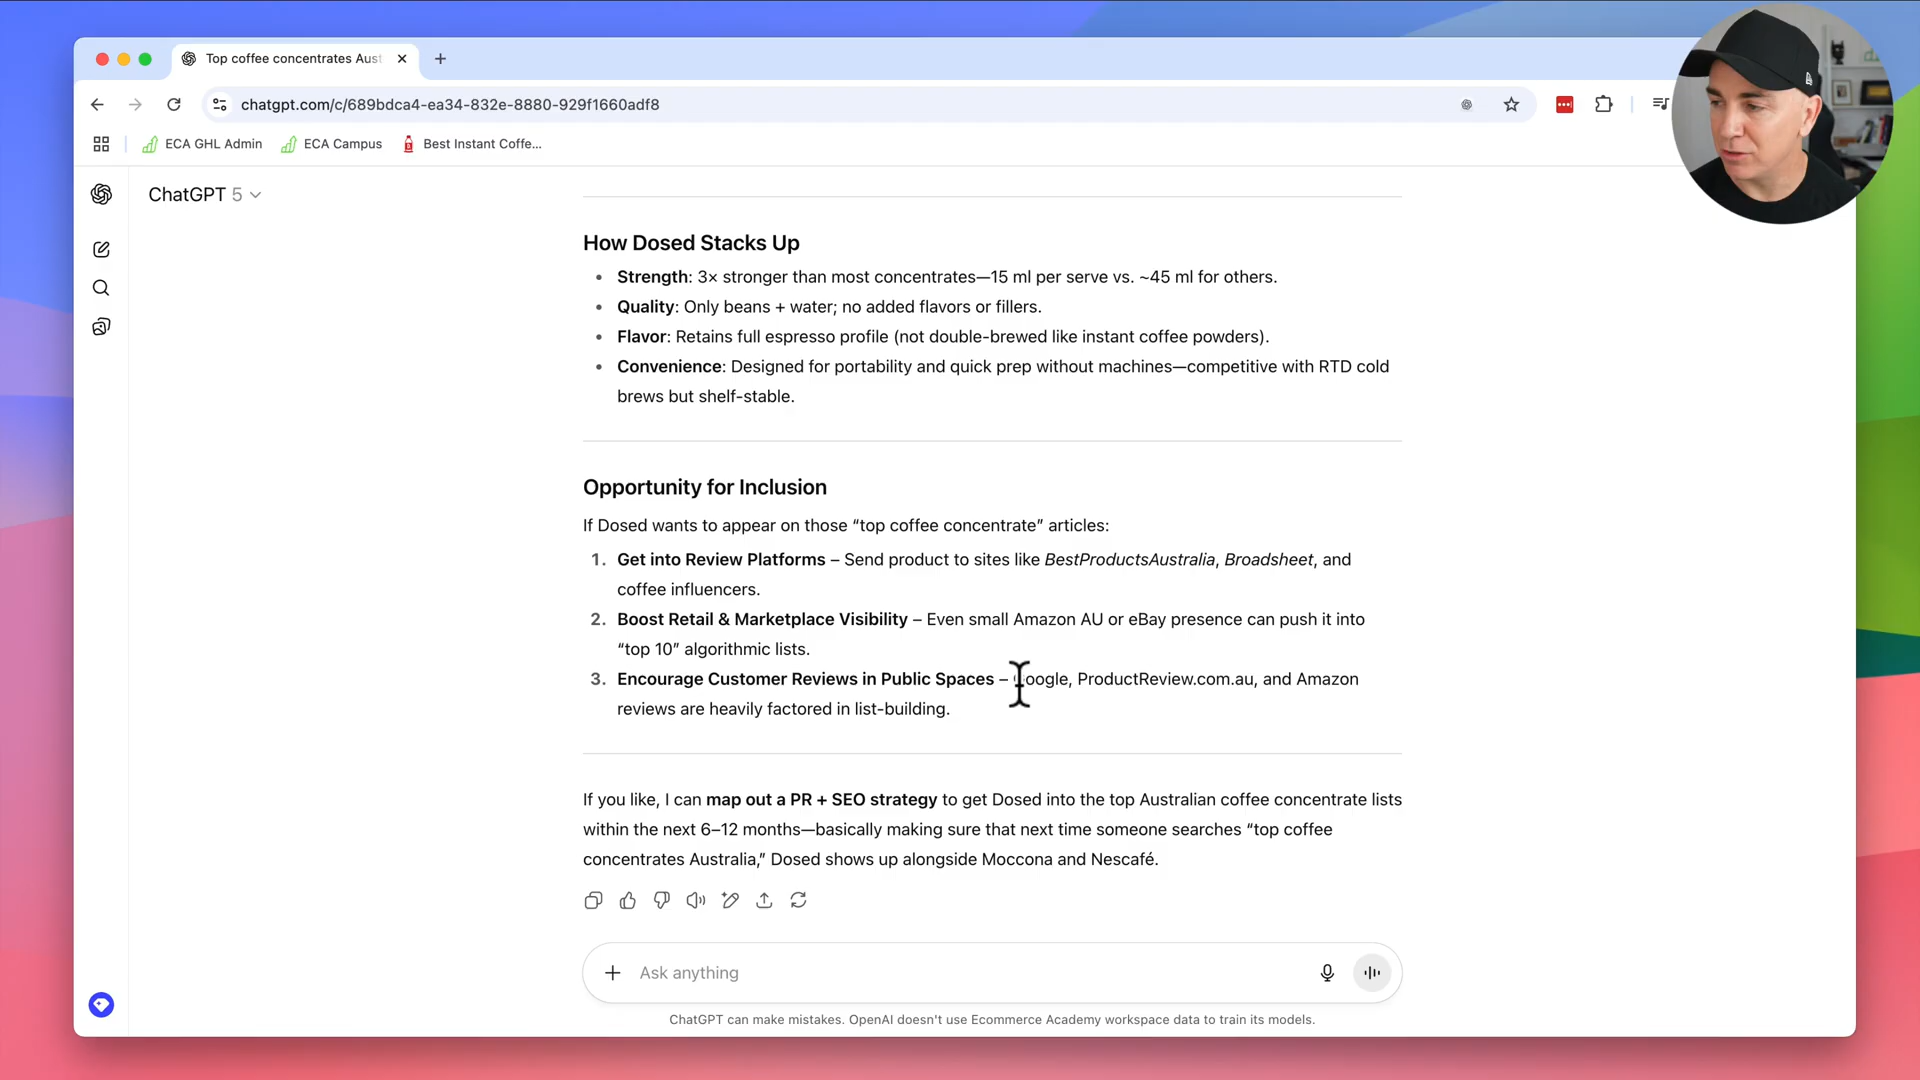 Top coffee concentrates Aust
chatgpt.com/c/689bdca4-ea34-832e-8880-929f1660adf8
ECA GHL Admin
ECA Campus
Best Instant Coffe...
ChatGPT 5
How Dosed Stacks Up
• Strength: 3× stronger than most concentrates—15 ml per serve vs. ~45 ml for others.
• Quality: Only beans + water; no added flavors or fillers.
• Flavor: Retains full espresso profile (not double-brewed like instant coffee powders).
• Convenience: Designed for portability and quick prep without machines—competitive with RTD cold
brews but shelf-stable.
Opportunity for Inclusion
If Dosed wants to appear on those “top coffee concentrate” articles:
1. Get into Review Platforms – Send product to sites like BestProductsAustralia, Broadsheet, and
coffee influencers.
2. Boost Retail & Marketplace Visibility – Even small Amazon AU or eBay presence can push it into
“top 10” algorithmic lists.
3. Encourage Customer Reviews in Public Spaces – Google, ProductReview.com.au, and Amazon
reviews are heavily factored in list-building.
If you like, I can map out a PR + SEO strategy to get Dosed into the top Australian coffee concentrate lists
within the next 6–12 months—basically making sure that next time someone searches “top coffee
concentrates Australia,” Dosed shows up alongside Moccona and Nescafé.
Ask anything
ChatGPT can make mistakes. OpenAI doesn't use Ecommerce Academy workspace data to train its models.